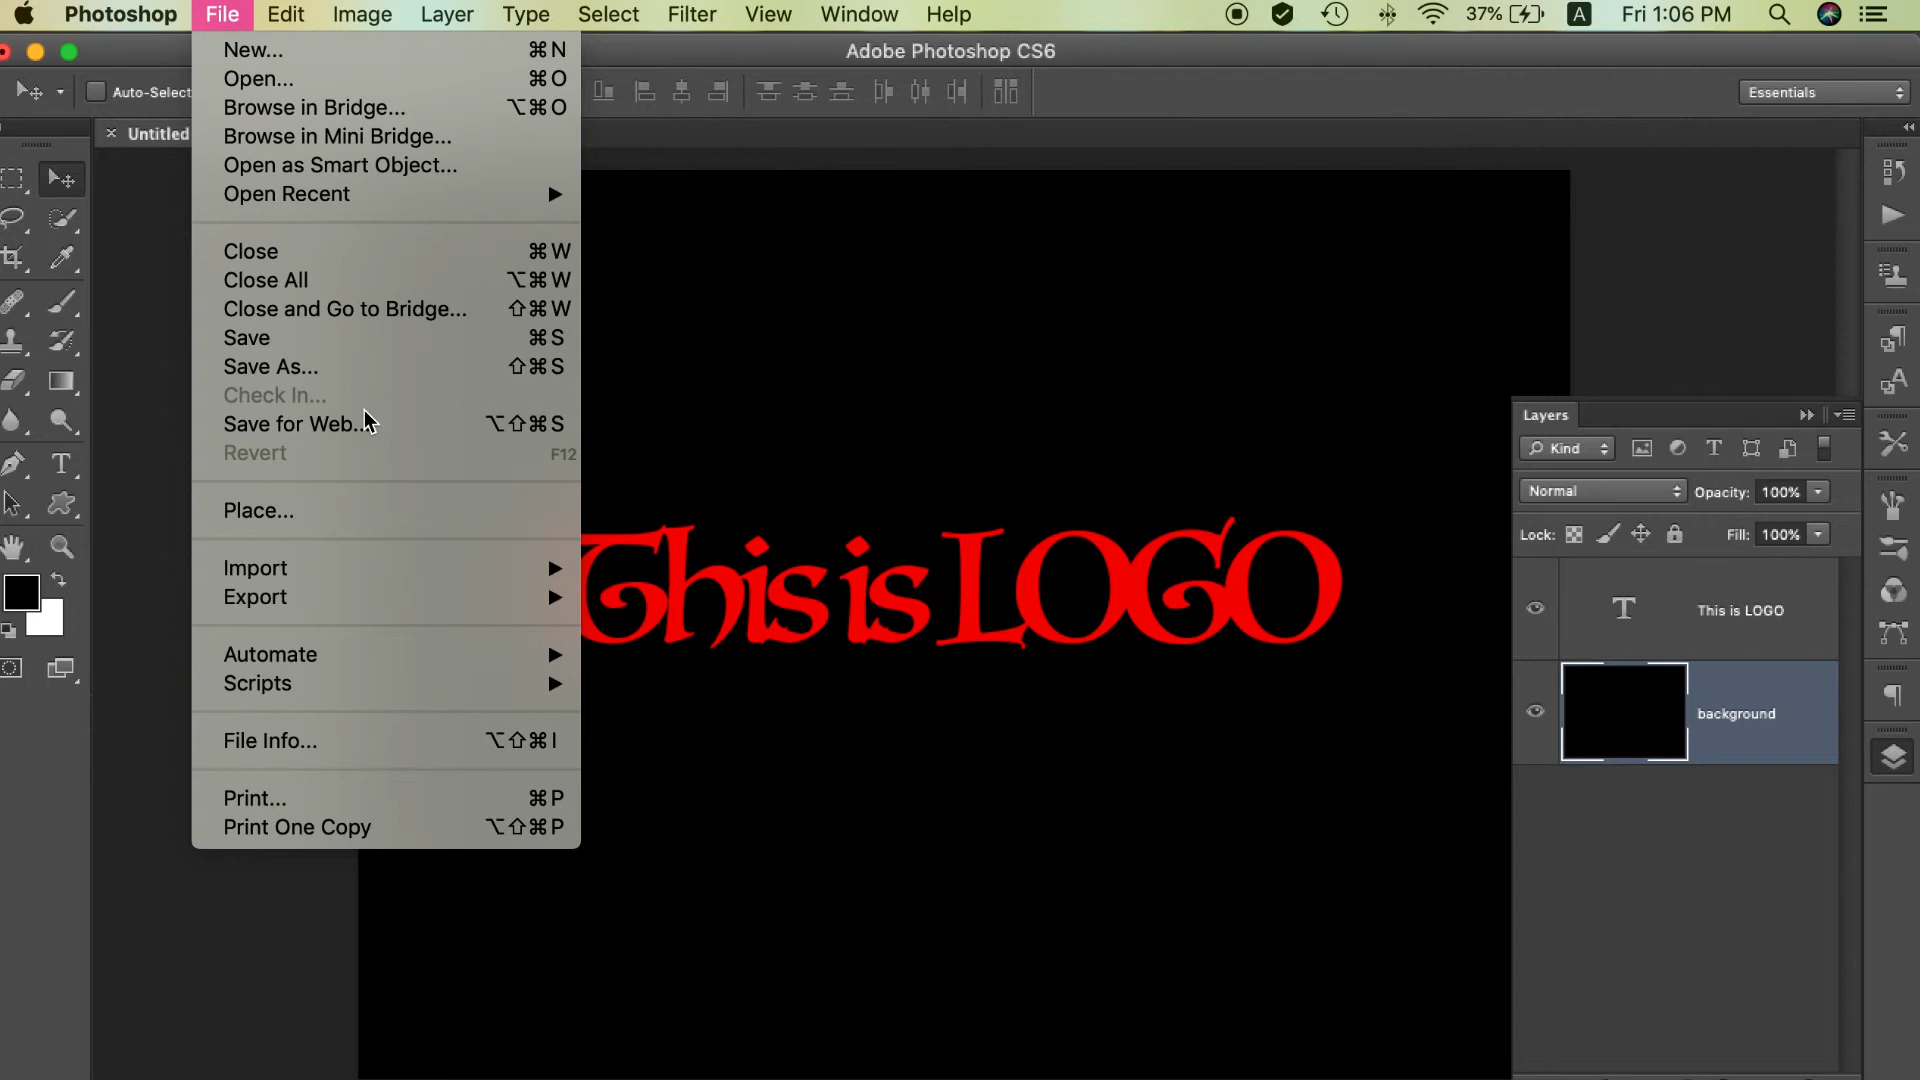 Photoshop File Edit Image Layer Type Select Filter View Window Help 37% A Fri 1:06 PM
Adobe Photoshop CS6
Auto-Select
Essentials
× Untitled
New... ⌘N
Open... ⌘O
Browse in Bridge... ⌥⌘O
Browse in Mini Bridge...
Open as Smart Object...
Open Recent ▶
Close ⌘W
Close All ⌥⌘W
Close and Go to Bridge... ⇧⌘W
Save ⌘S
Save As... ⇧⌘S
Check In...
Save for Web... ⌥⇧⌘S
Revert F12
Place...
Import ▶
Export ▶
Automate ▶
Scripts ▶
File Info... ⌥⇧⌘I
Print... ⌘P
Print One Copy ⌥⇧⌘P
This is LOGO
Layers
Kind
Normal Opacity: 100%
Lock: Fill: 100%
This is LOGO
background